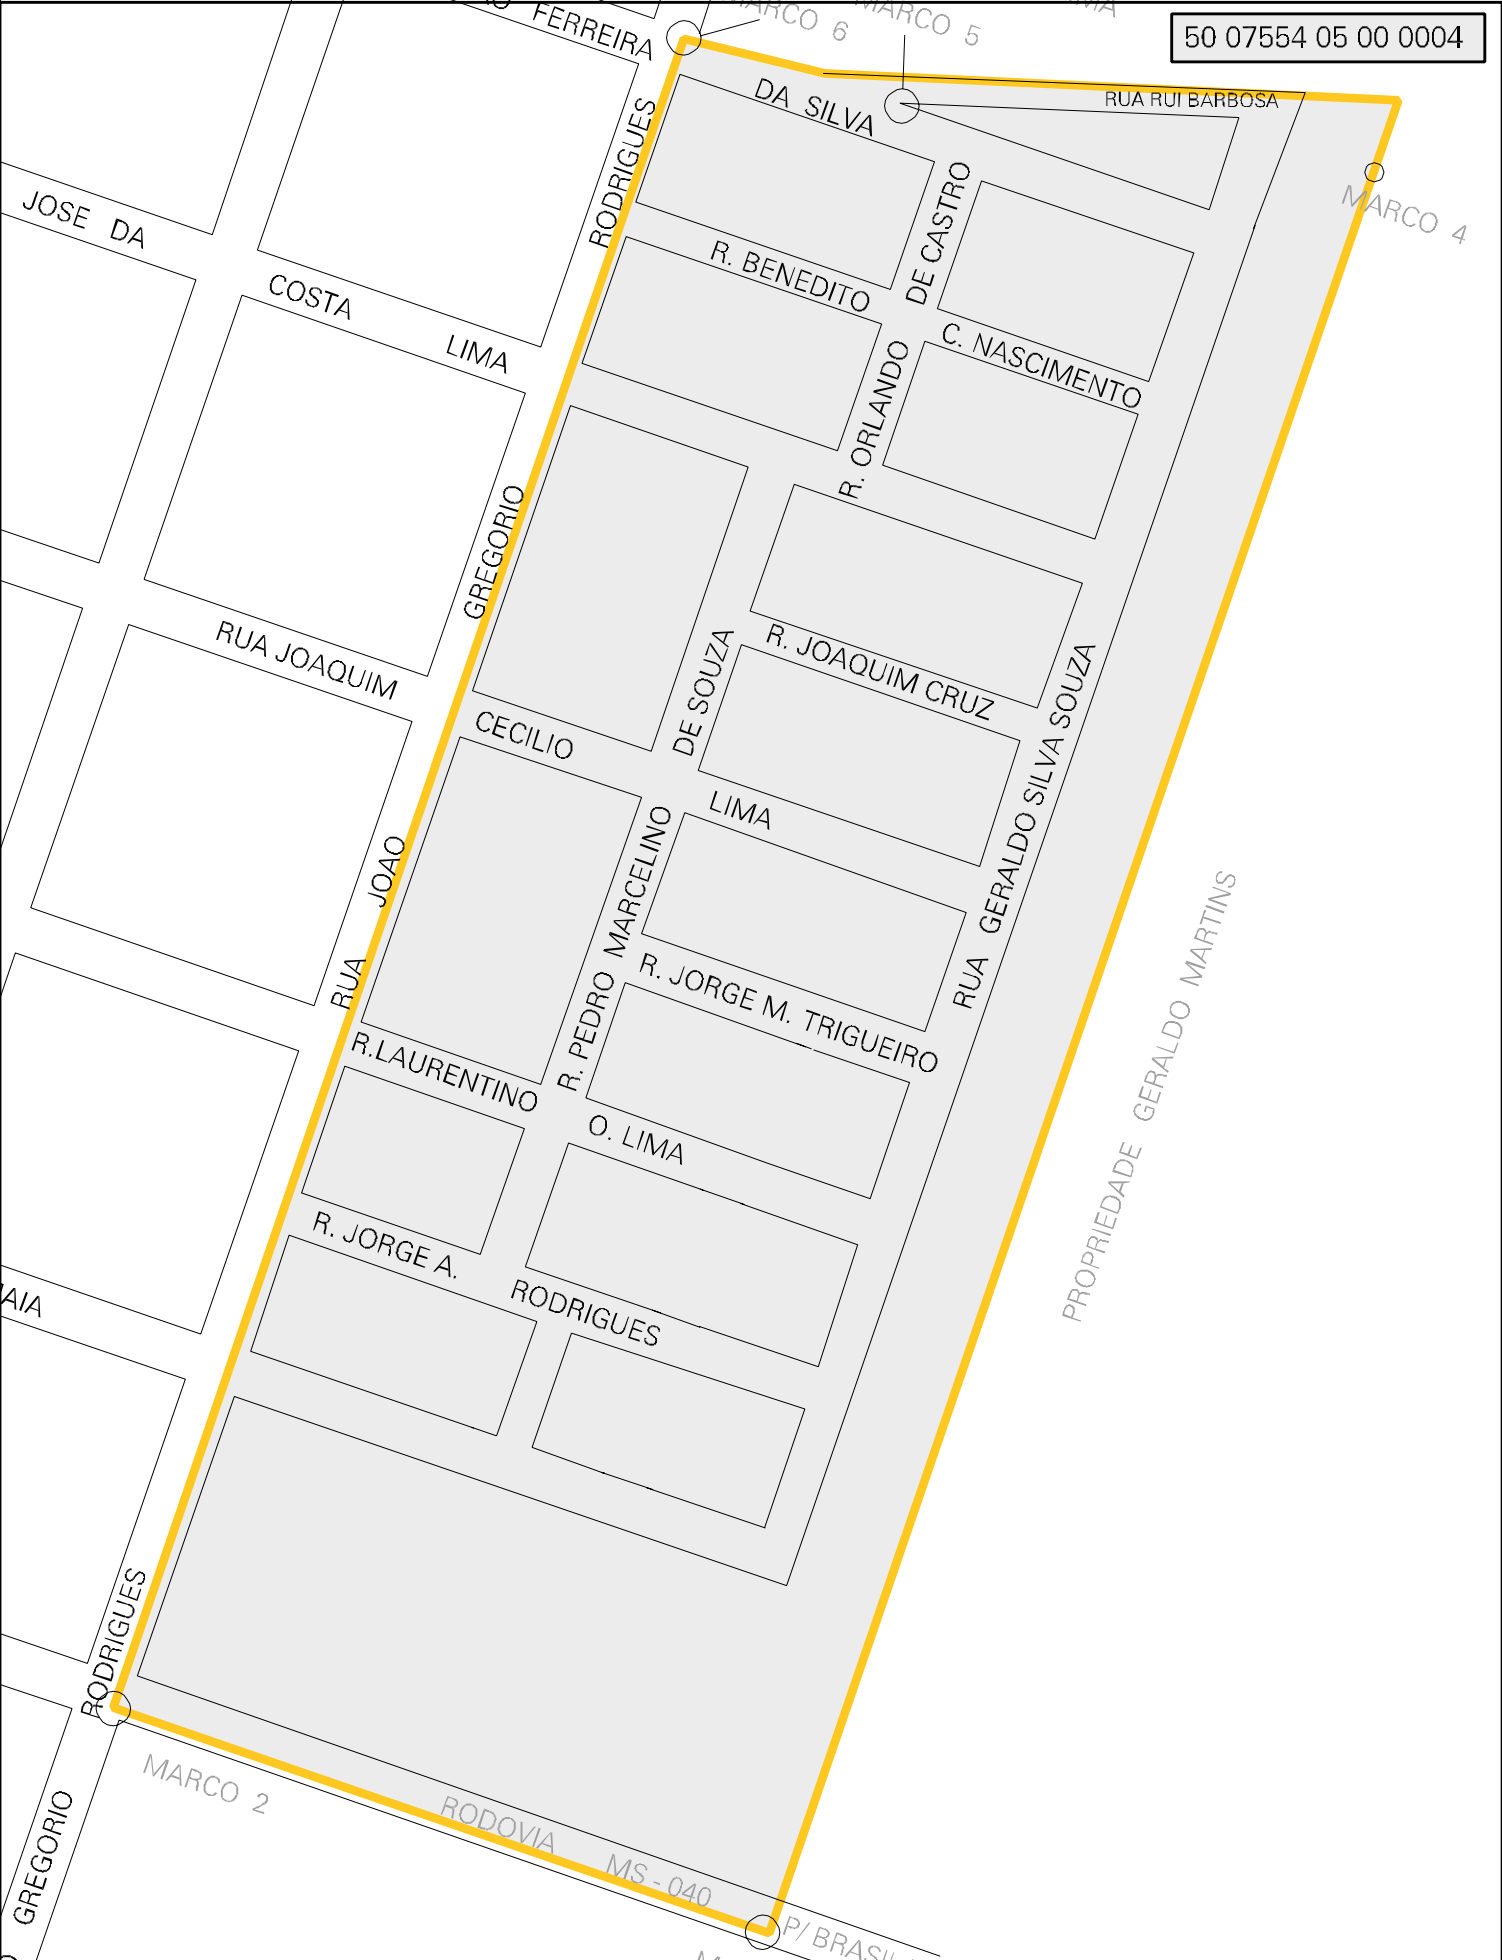 FERREIRA
MARCO 6
MARCO 5
50 07554 05 00 0004
DA SILVA
RUA RUI BARBOSA
RODRIGUES
MARCO 4
JOSE DA
COSTA
LIMA
DE CASTRO
R. BENEDITO
C. NASCIMENTO
R. ORLANDO
GREGORIO
RUA JOAQUIM
R. JOAQUIM CRUZ
DE SOUZA
CECILIO
LIMA
RUA GERALDO SILVA SOUZA
JOAO
RUA
R. PEDRO MARCELINO
R. JORGE M. TRIGUEIRO
PROPRIEDADE GERALDO MARTINS
R.LAURENTINO
O. LIMA
R. JORGE A.
RODRIGUES
AIA
RODRIGUES
MARCO 2
GREGORIO
RODOVIA
MS - 040
P/ BRASIL